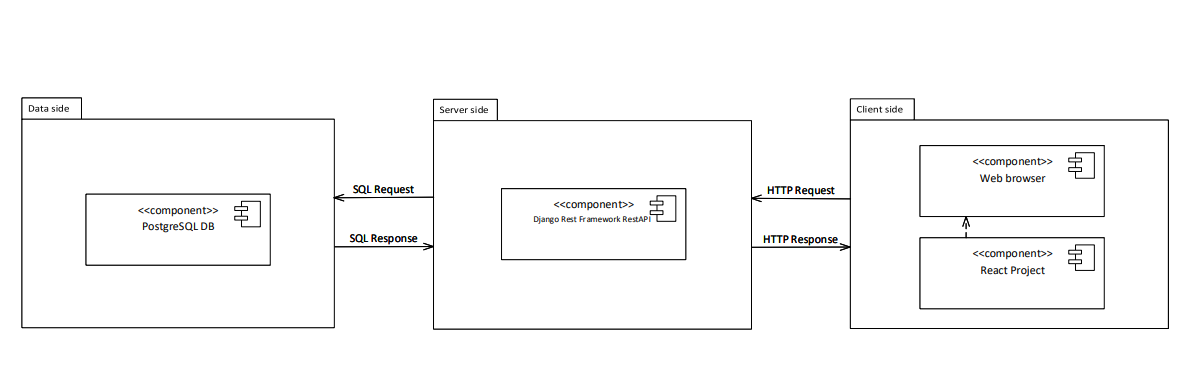 Data side
<<component>>
PostgreSQL DB
SQL Request
SQL Response
Server side
<<component>>
Django Rest Framework RestAPI
HTTP Request
HTTP Response
Client side
<<component>>
Web browser
<<component>>
React Project